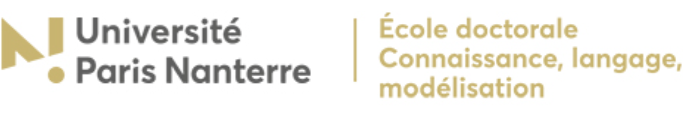 Université
Paris Nanterre
École doctorale
Connaissance, langage,
modélisation